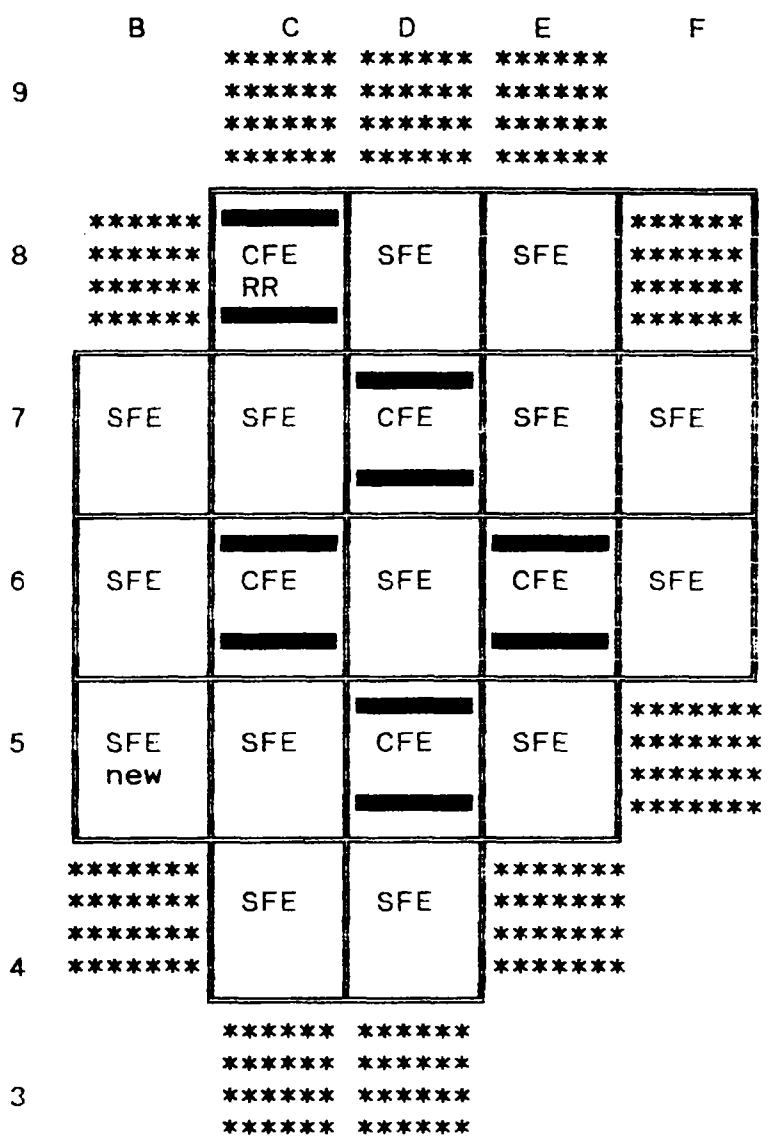 B C D E F
****** ****** ******
9 ****** ****** ******
****** ****** ******
****** ****** ******
****** ******
8 ****** CFE SFE SFE ******
****** RR ******
****** ******
7 SFE SFE CFE SFE SFE
6 SFE CFE SFE CFE SFE
*******
5 SFE SFE CFE SFE *******
new *******
*******
******* *******
******* SFE SFE *******
******* *******
4 ******* *******
****** ******
****** ******
3 ****** ******
****** ******